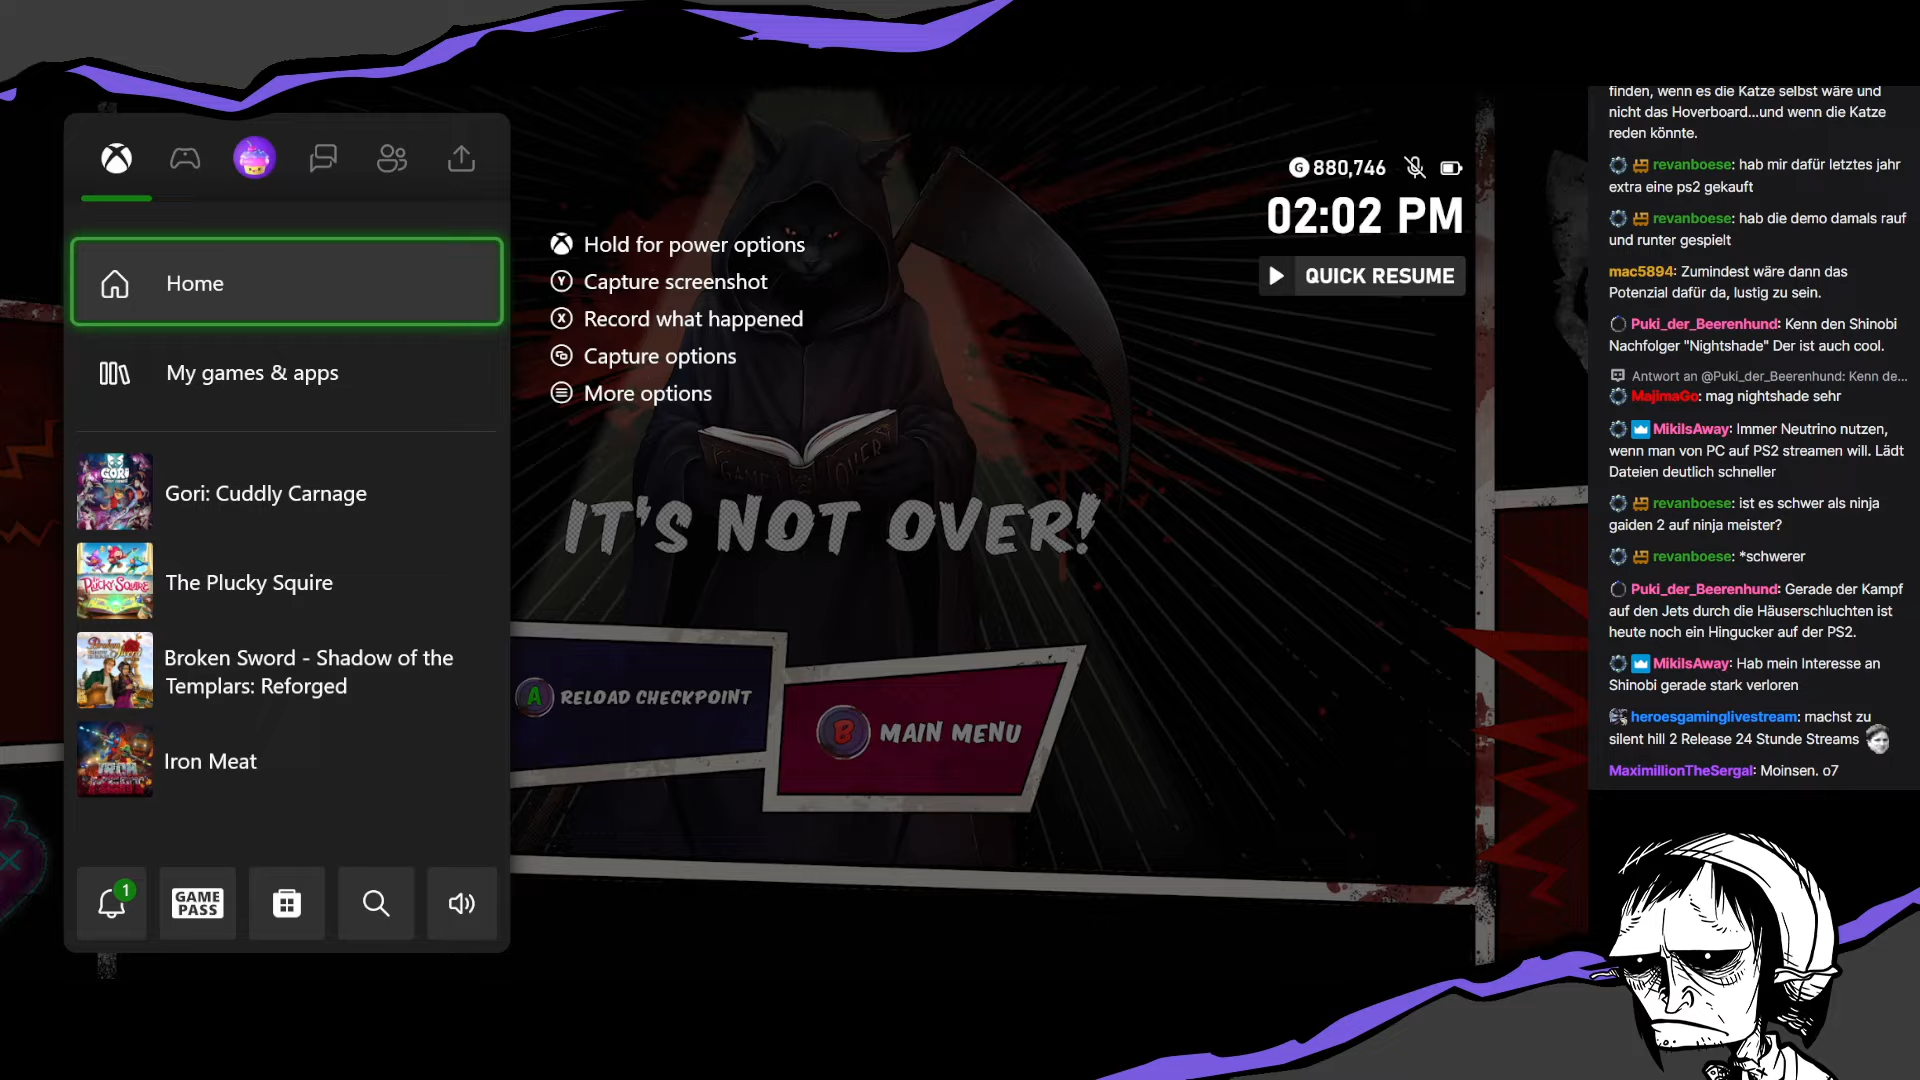 Home
My games & apps
GORI
Gori: Cuddly Carnage
PLUCKY SQUIRE
The Plucky Squire
Broken Sword - Shadow of the
Templars: Reforged
IRON
Iron Meat
1
GAME
PASS
Hold for power options
Y Capture screenshot
X Record what happened
Capture options
More options
G 880,746
02:02 PM
QUICK RESUME
GAME OVER
IT'S NOT OVER!
A RELOAD CHECKPOINT
B MAIN MENU
finden, wenn es die Katze selbst wäre und
nicht das Hoverboard...und wenn die Katze
reden könnte.
revanboese: hab mir dafür letztes jahr
extra eine ps2 gekauft
revanboese: hab die demo damals rauf
und runter gespielt
mac5894: Zumindest wäre dann das
Potenzial dafür da, lustig zu sein.
Puki_der_Beerenhund: Kenn den Shinobi
Nachfolger "Nightshade" Der ist auch cool.
Antwort an @Puki_der_Beerenhund: Kenn de...
MajimaGo: mag nightshade sehr
MikilsAway: Immer Neutrino nutzen,
wenn man von PC auf PS2 streamen will. Lädt
Dateien deutlich schneller
revanboese: ist es schwer als ninja
gaiden 2 auf ninja meister?
revanboese: *schwerer
Puki_der_Beerenhund: Gerade der Kampf
auf den Jets durch die Häuserschluchten ist
heute noch ein Hingucker auf der PS2.
MikilsAway: Hab mein Interesse an
Shinobi gerade stark verloren
heroesgaminglivestream: machst zu
silent hill 2 Release 24 Stunde Streams
MaximillionTheSergal: Moinsen. o7